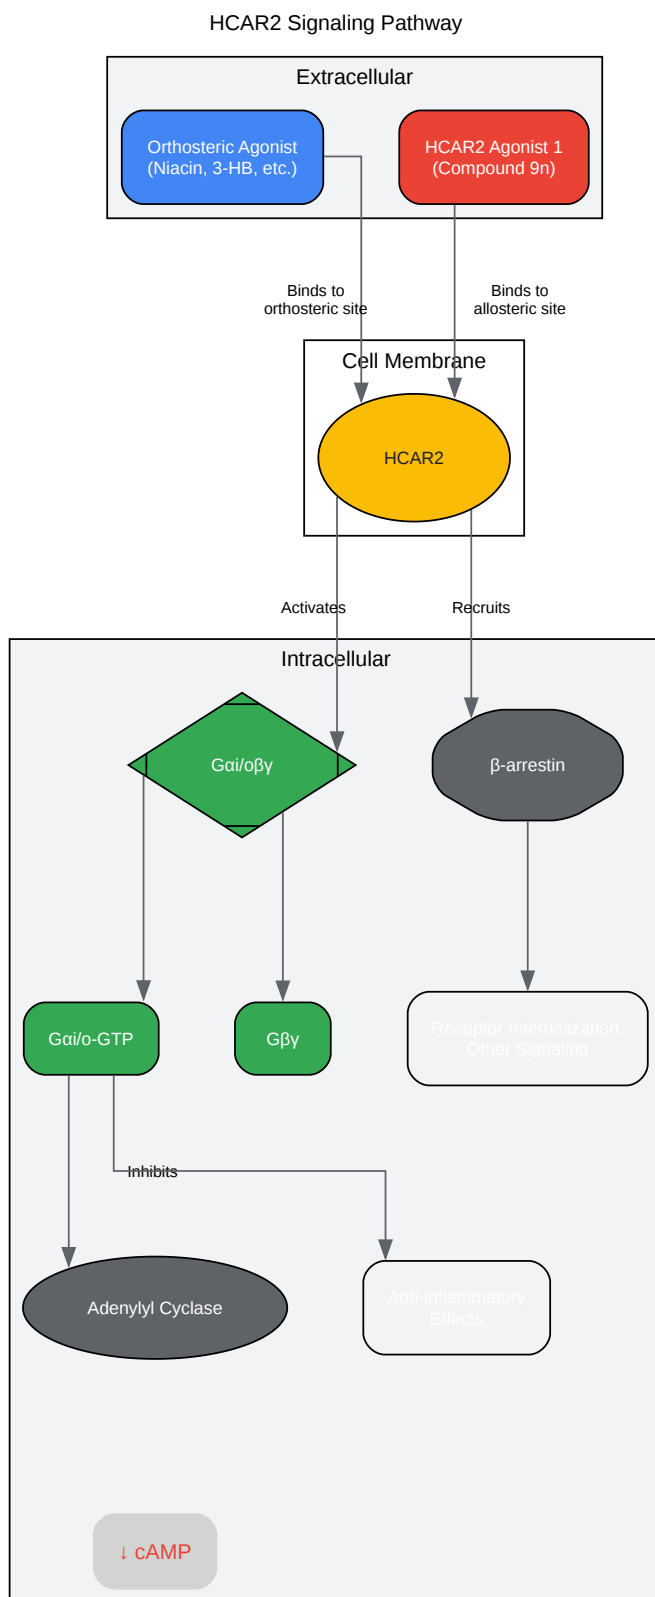 HCAR2 Signaling Pathway
Extracellular
Orthosteric Agonist
(Niacin, 3-HB, etc.)
HCAR2 Agonist 1
(Compound 9n)
Binds to
orthosteric site
Binds to
allosteric site
Cell Membrane
HCAR2
Activates
Recruits
Intracellular
Gαi/oβγ
β-arrestin
Gαi/o-GTP
Gβγ
Receptor Internalization,
Other Signaling
Inhibits
Adenylyl Cyclase
Anti-inflammatory
Effects
↓ cAMP